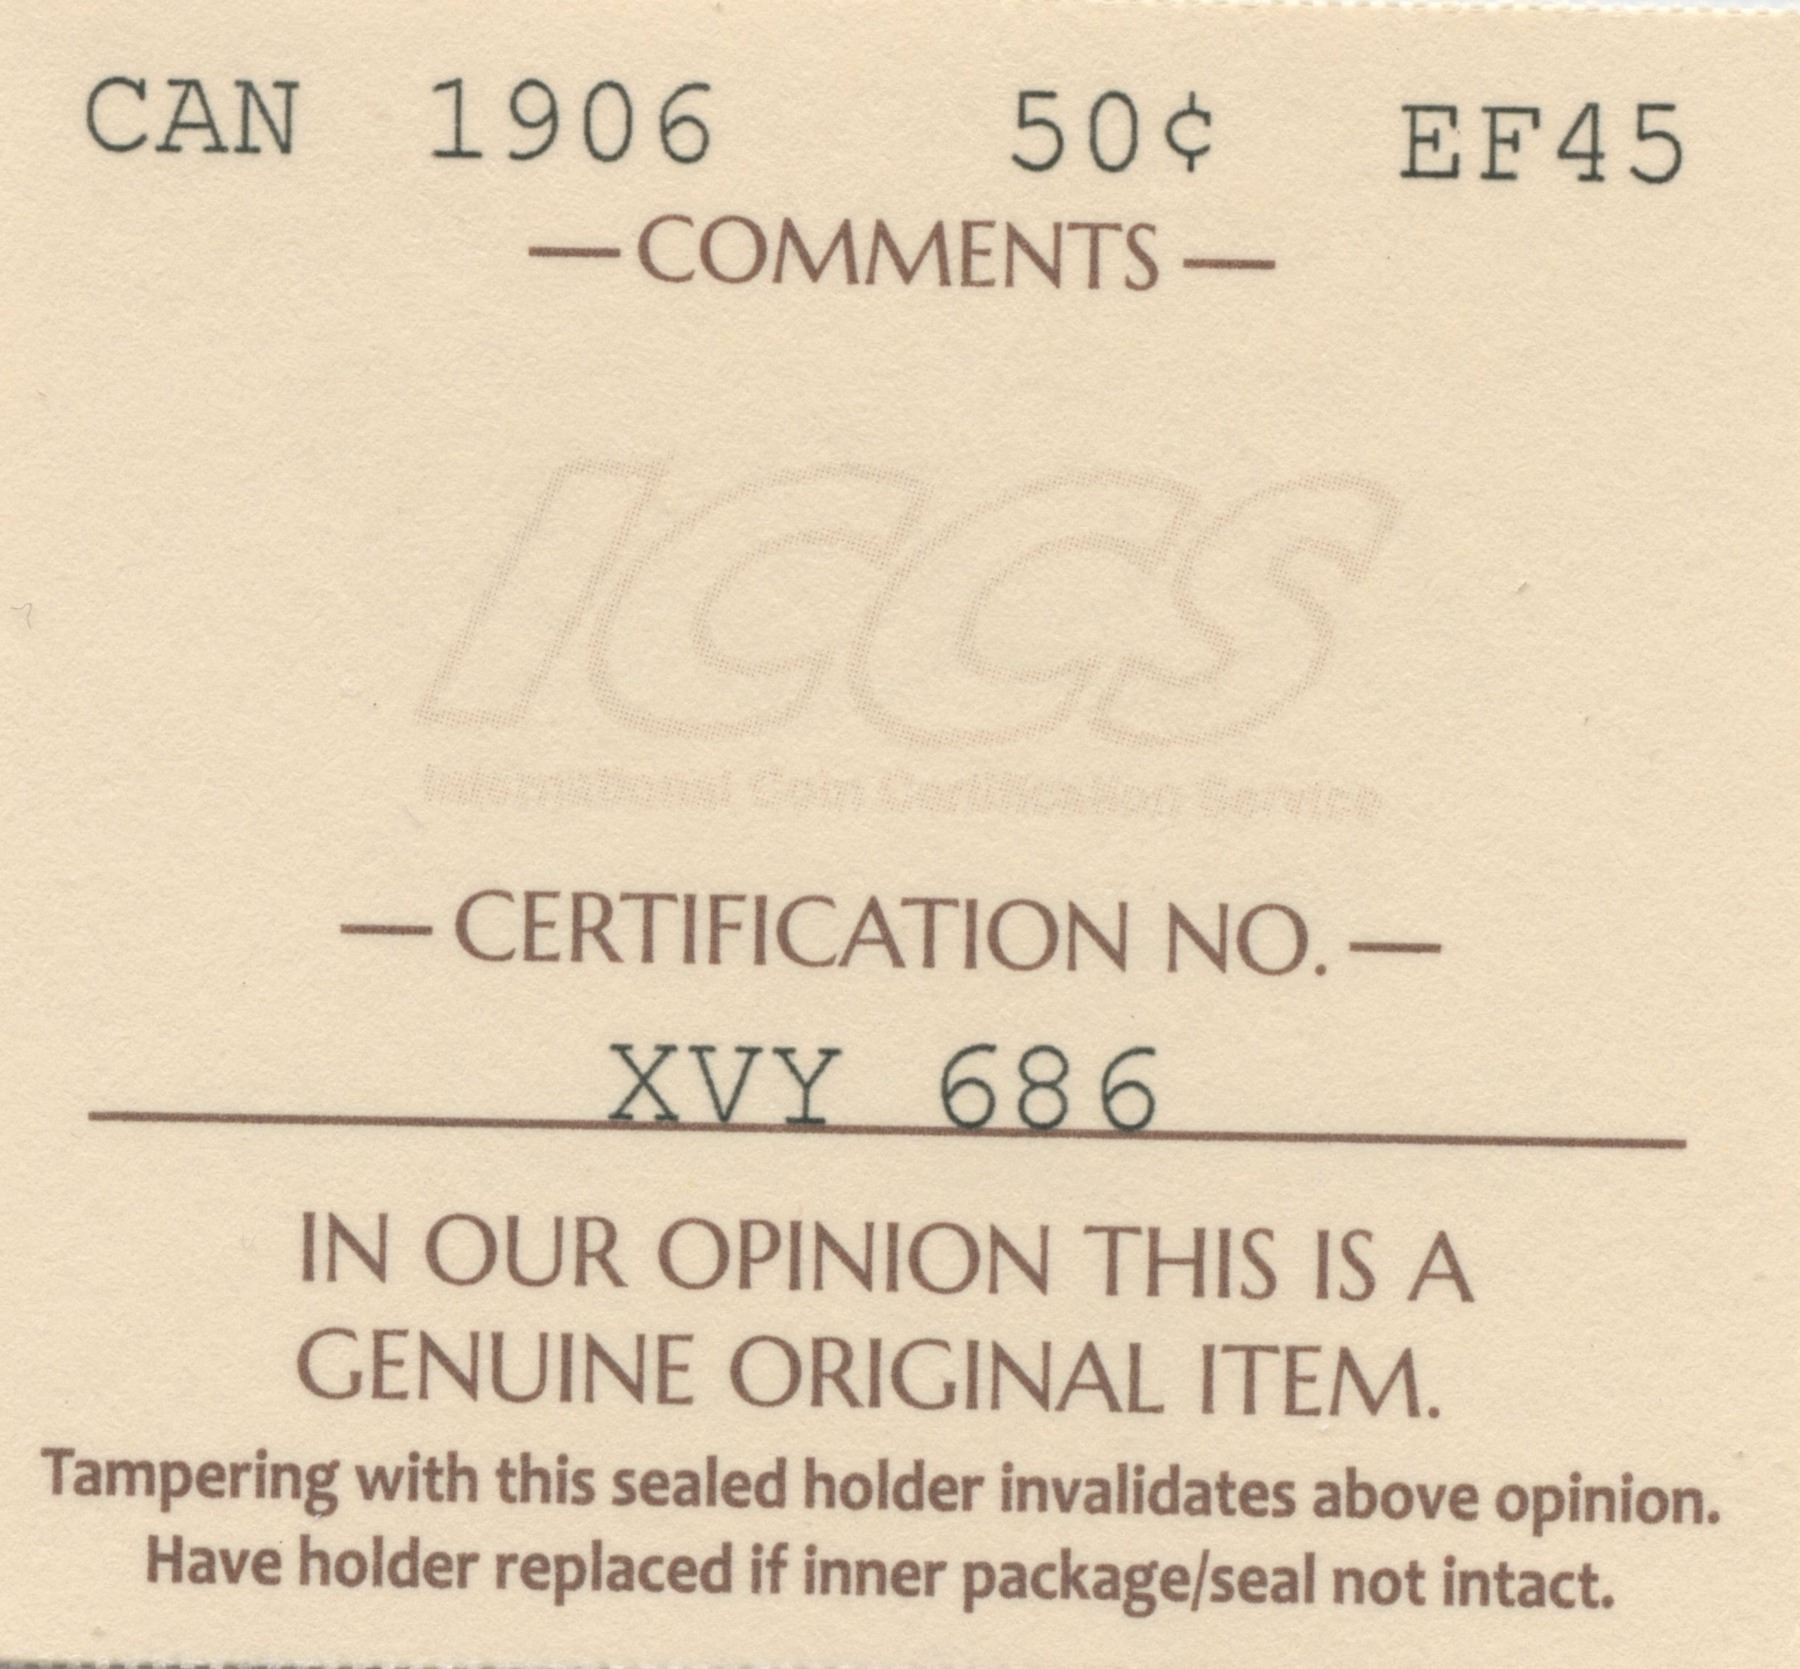 CAN 1906 50¢ EF45
—COMMENTS—
ICCS
International Coin Certification Service
—CERTIFICATION NO.—
XVY 686
IN OUR OPINION THIS IS A
GENUINE ORIGINAL ITEM.
Tampering with this sealed holder invalidates above opinion.
Have holder replaced if inner package/seal not intact.